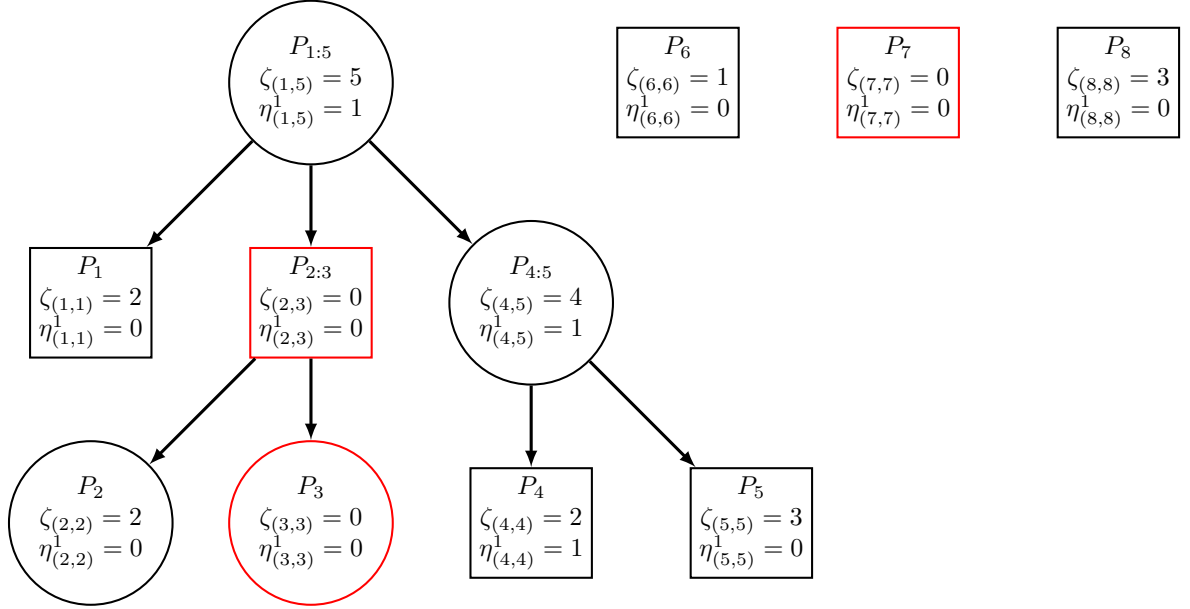 P_{1:5}
ζ_{(1,5)} = 5
η^1_{(1,5)} = 1
P_6
ζ_{(6,6)} = 1
η^1_{(6,6)} = 0
P_7
ζ_{(7,7)} = 0
η^1_{(7,7)} = 0
P_8
ζ_{(8,8)} = 3
η^1_{(8,8)} = 0
P_1
ζ_{(1,1)} = 2
η^1_{(1,1)} = 0
P_{2:3}
ζ_{(2,3)} = 0
η^1_{(2,3)} = 0
P_{4:5}
ζ_{(4,5)} = 4
η^1_{(4,5)} = 1
P_2
ζ_{(2,2)} = 2
η^1_{(2,2)} = 0
P_3
ζ_{(3,3)} = 0
η^1_{(3,3)} = 0
P_4
ζ_{(4,4)} = 2
η^1_{(4,4)} = 1
P_5
ζ_{(5,5)} = 3
η^1_{(5,5)} = 0